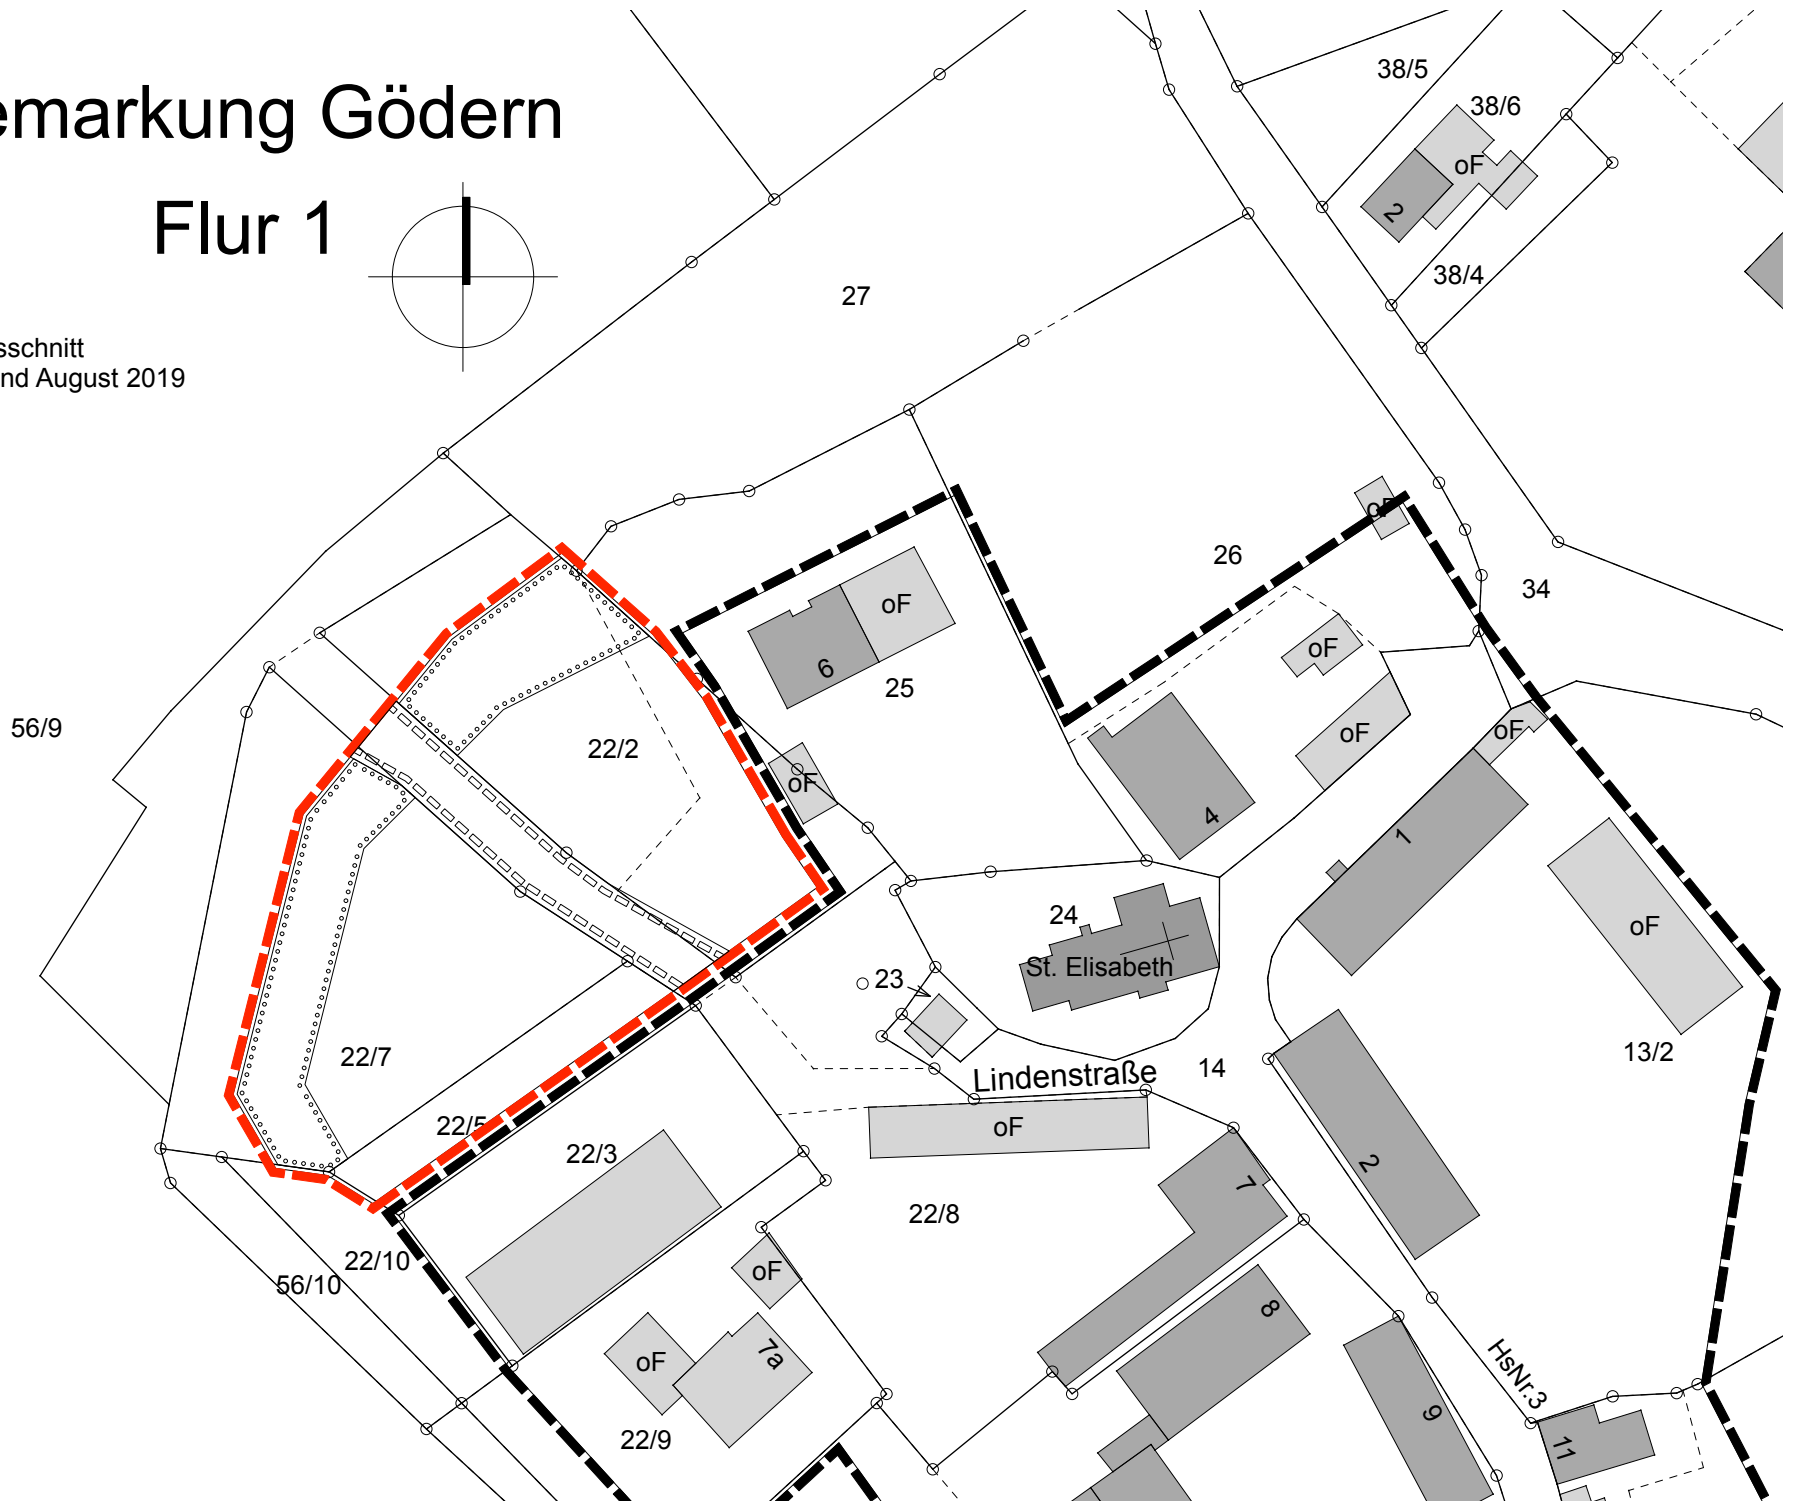 emarkung Gödern
Flur 1
sschnitt
nd August 2019
38/5
38/6
oF
2
38/4
27
26
oF
34
oF
6
25
oF
oF
oF
4
1
56/9
22/2
oF
24
St. Elisabeth
23
oF
13/2
14
Lindenstraße
oF
22/7
22/5
22/3
2
7
22/8
22/10
56/10
oF
8
oF
7a
HsNr.3
9
11
22/9